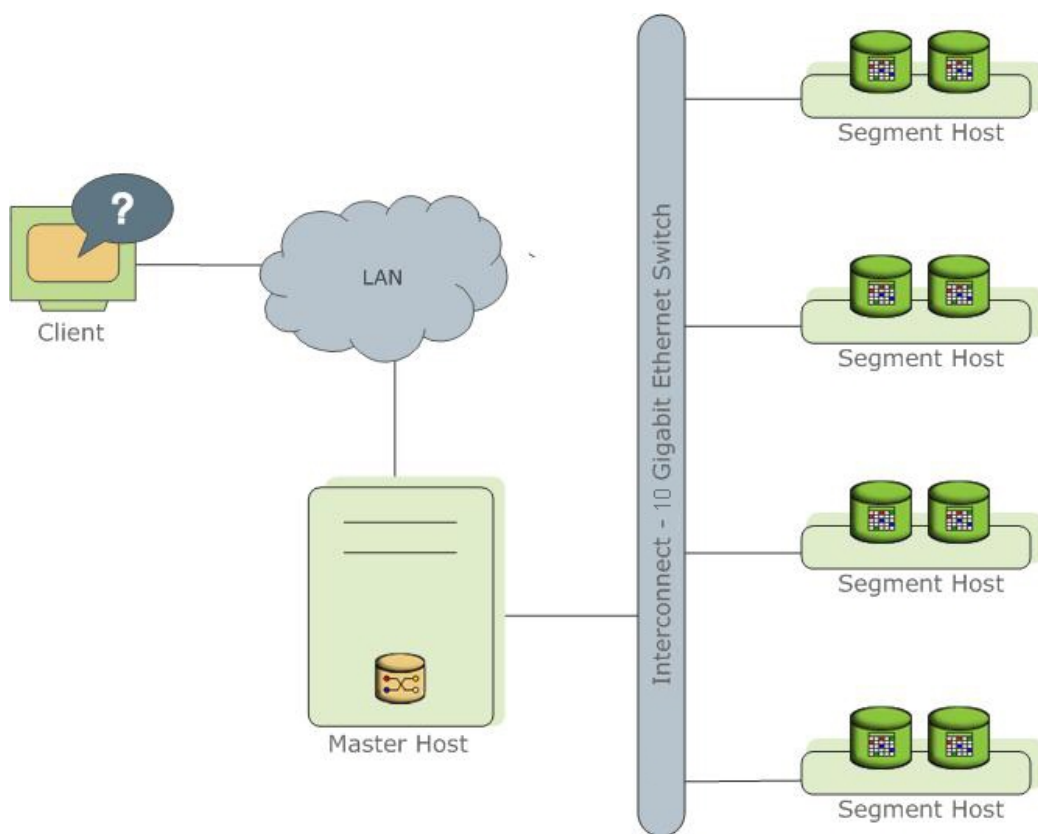 Segment Host
?
LAN
Client
Segment Host
Interconnect - 10 Gigabit Ethernet Switch
Segment Host
Master Host
Segment Host